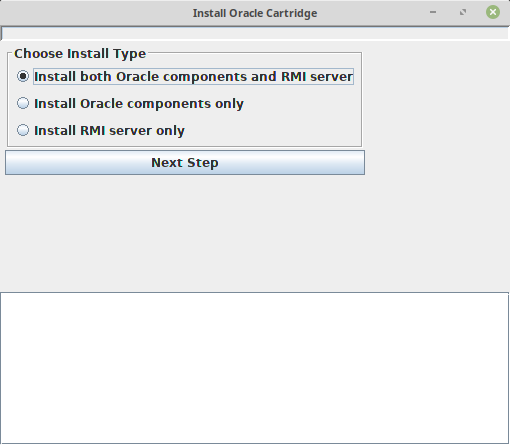 Install Oracle Cartridge
Choose Install Type
Install both Oracle components and RMI server
Install Oracle components only
Install RMI server only
Next Step